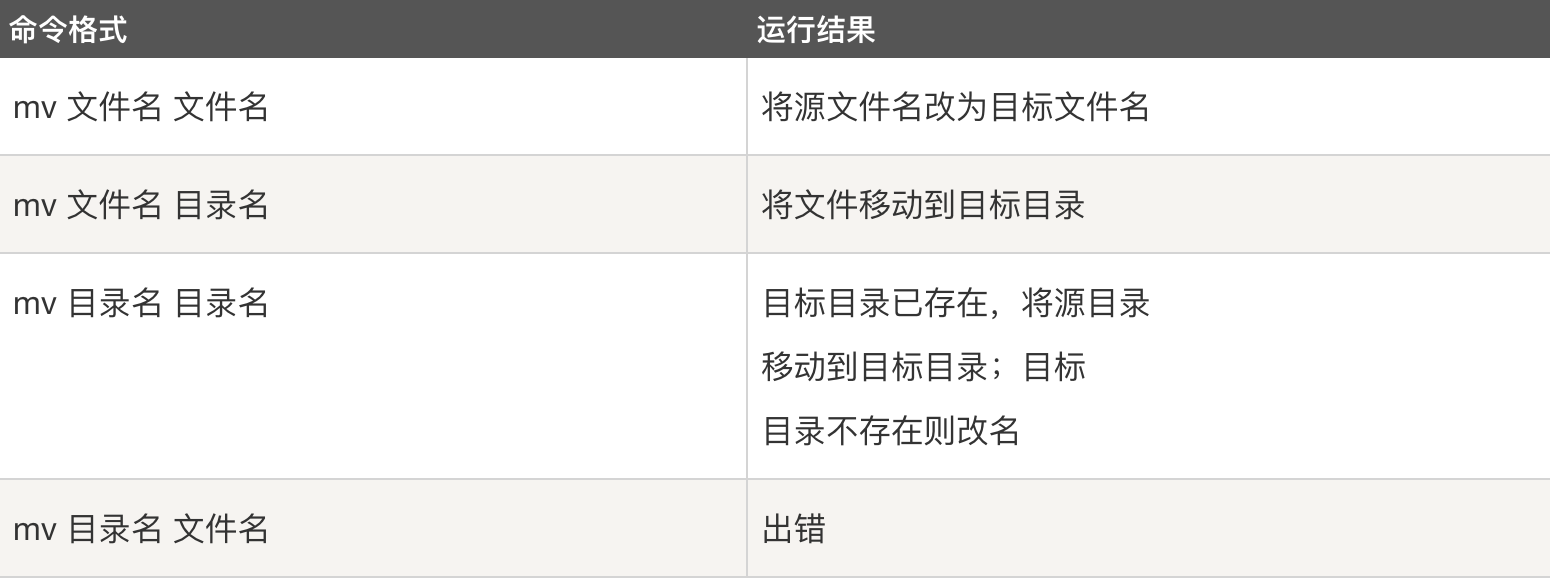 命令格式 运行结果
mv 文件名 文件名 将源文件名改为目标文件名
mv 文件名 目录名 将文件移动到目标目录
mv 目录名 目录名 目标目录已存在，将源目录
移动到目标目录；目标
目录不存在则改名
mv 目录名 文件名 出错